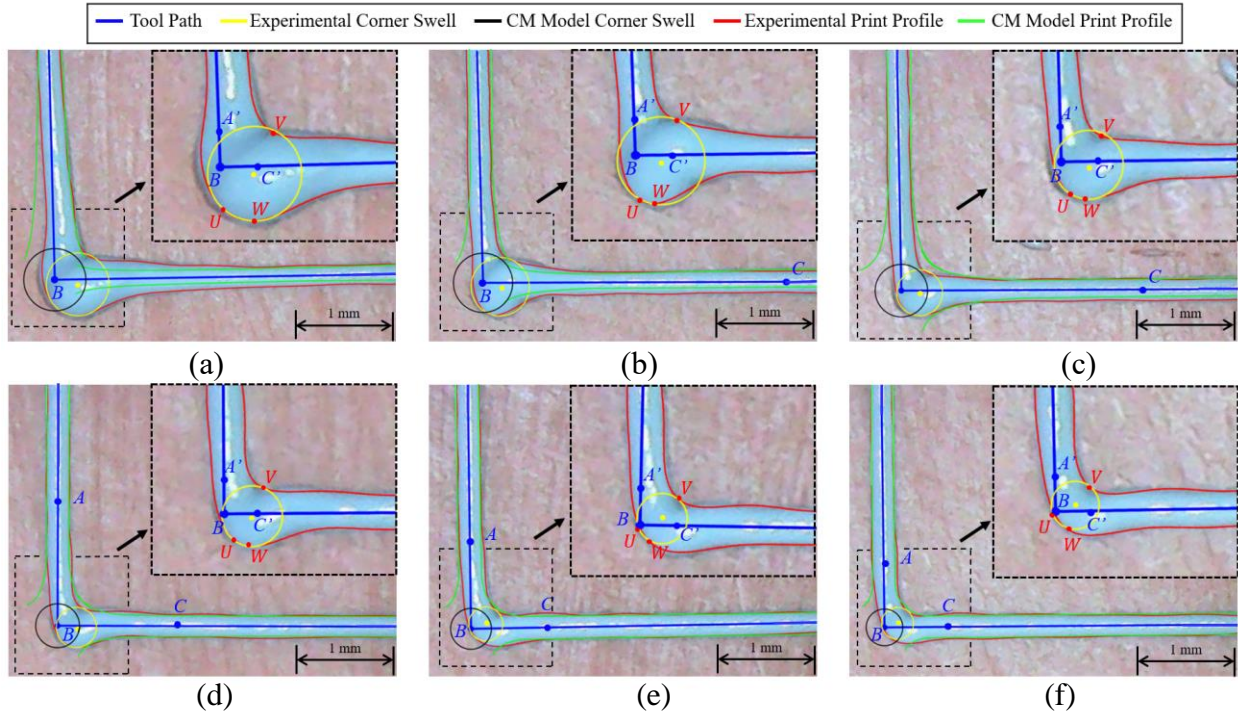 Tool Path Experimental Corner Swell CM Model Corner Swell Experimental Print Profile CM Model Print Profile
A'
V
B
C'
U
W
B
1 mm
(a)
A'
V
B
C'
U
W
B
C
1 mm
(b)
A'
V
B
C'
U
W
B
C
1 mm
(c)
A'
V
B
C'
U
W
A
B
C
1 mm
(d)
A'
V
B
C'
U
W
A
B
C
1 mm
(e)
A'
V
B
C'
U
W
A
B
C
1 mm
(f)